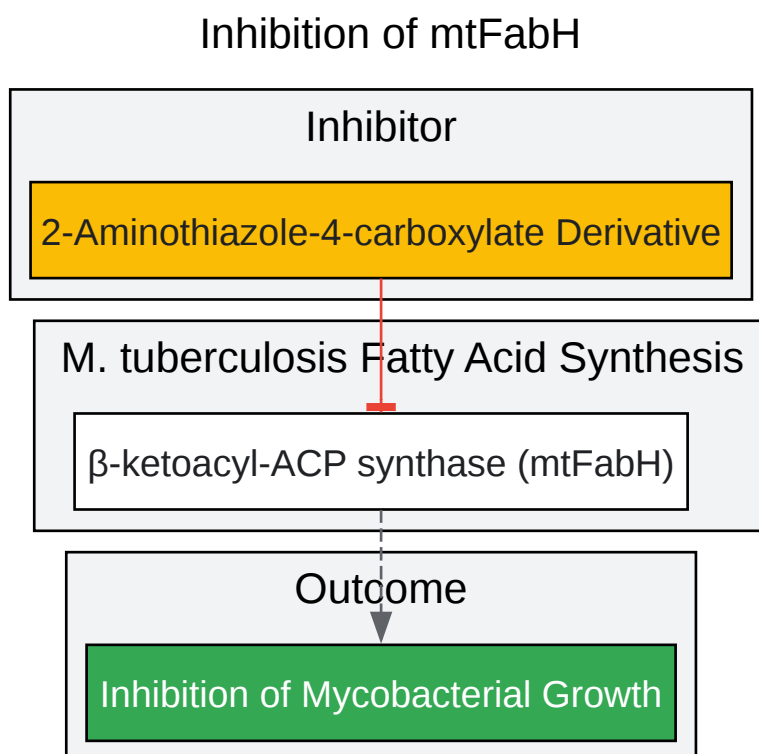 Inhibition of mtFabH
Inhibitor
2-Aminothiazole-4-carboxylate Derivative
M. tuberculosis Fatty Acid Synthesis
β-ketoacyl-ACP synthase (mtFabH)
Outcome
Inhibition of Mycobacterial Growth